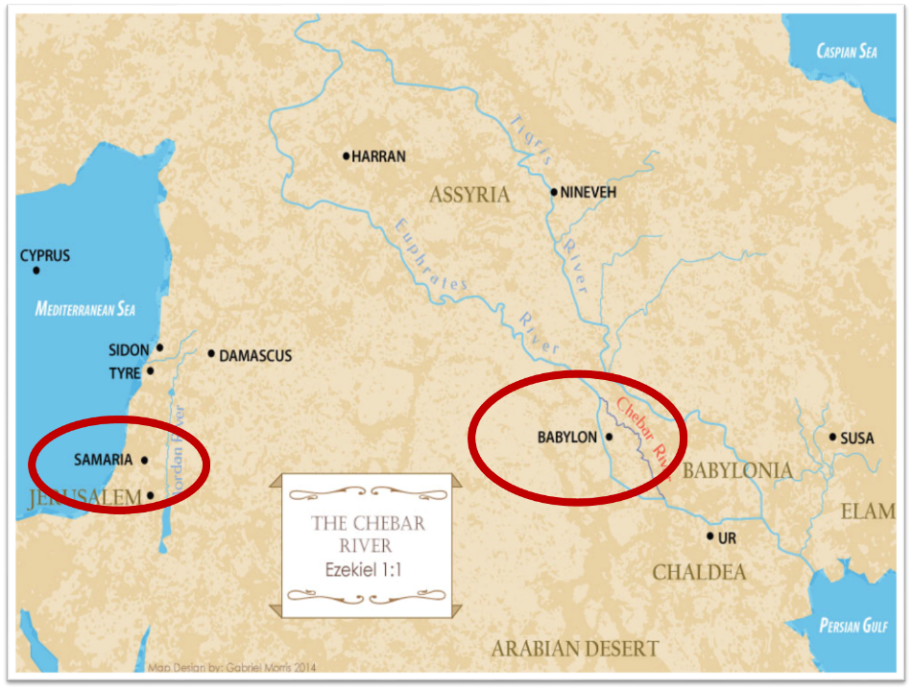 CASPIAN SEA
Tigris
HARRAN
ASSYRIA
NINEVEH
River
Euphrates
River
CYPRUS
MEDITERRANEAN SEA
SIDON
DAMASCUS
TYRE
Jordan River
SAMARIA
JERUSALEM
BABYLON
Chebar Riv
BABYLONIA
SUSA
ELAM
THE CHEBAR
RIVER
Ezekiel 1:1
UR
CHALDEA
PERSIAN GULF
ARABIAN DESERT
Map Design by: Gabriel Morris 2014